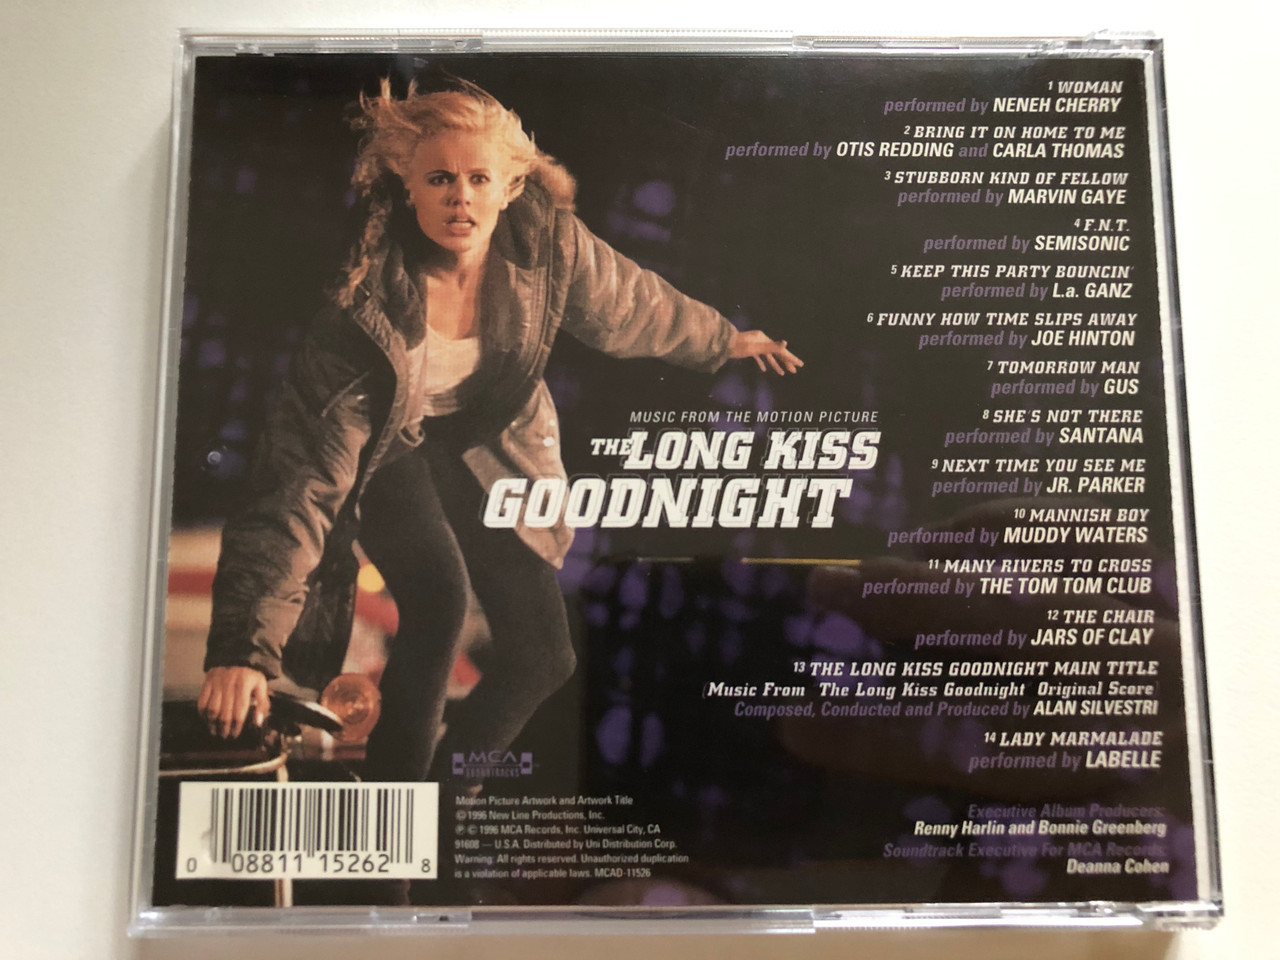 1 WOMAN
performed by NENEH CHERRY
2 BRING IT ON HOME TO ME
performed by OTIS REDDING and CARLA THOMAS
3 STUBBORN KIND OF FELLOW
performed by MARVIN GAYE
4 F.N.T.
performed by SEMISONIC
5 KEEP THIS PARTY BOUNCIN'
performed by L.a. GANZ
6 FUNNY HOW TIME SLIPS AWAY
performed by JOE HINTON
7 TOMORROW MAN
performed by GUS
8 SHE'S NOT THERE
performed by SANTANA
9 NEXT TIME YOU SEE ME
performed by JR. PARKER
10 MANNISH BOY
performed by MUDDY WATERS
11 MANY RIVERS TO CROSS
performed by THE TOM TOM CLUB
12 THE CHAIR
performed by JARS OF CLAY
13 THE LONG KISS GOODNIGHT MAIN TITLE
(Music From The Long Kiss Goodnight Original Score)
Composed, Conducted and Produced by ALAN SILVESTRI
14 LADY MARMALADE
performed by LABELLE
MUSIC FROM THE MOTION PICTURE
THE LONG KISS
GOODNIGHT
MCA
SOUNDTRACKS
Motion Picture Artwork and Artwork Title
©1996 New Line Productions, Inc.
℗ © 1996 MCA Records, Inc. Universal City, CA
91608 — U.S.A. Distributed by Uni Distribution Corp.
Warning: All rights reserved. Unauthorized duplication
is a violation of applicable laws. MCAD-11526
0 08811 15262 8
Executive Album Producers:
Renny Harlin and Bonnie Greenberg
Soundtrack Executive For MCA Records:
Deanna Cohen